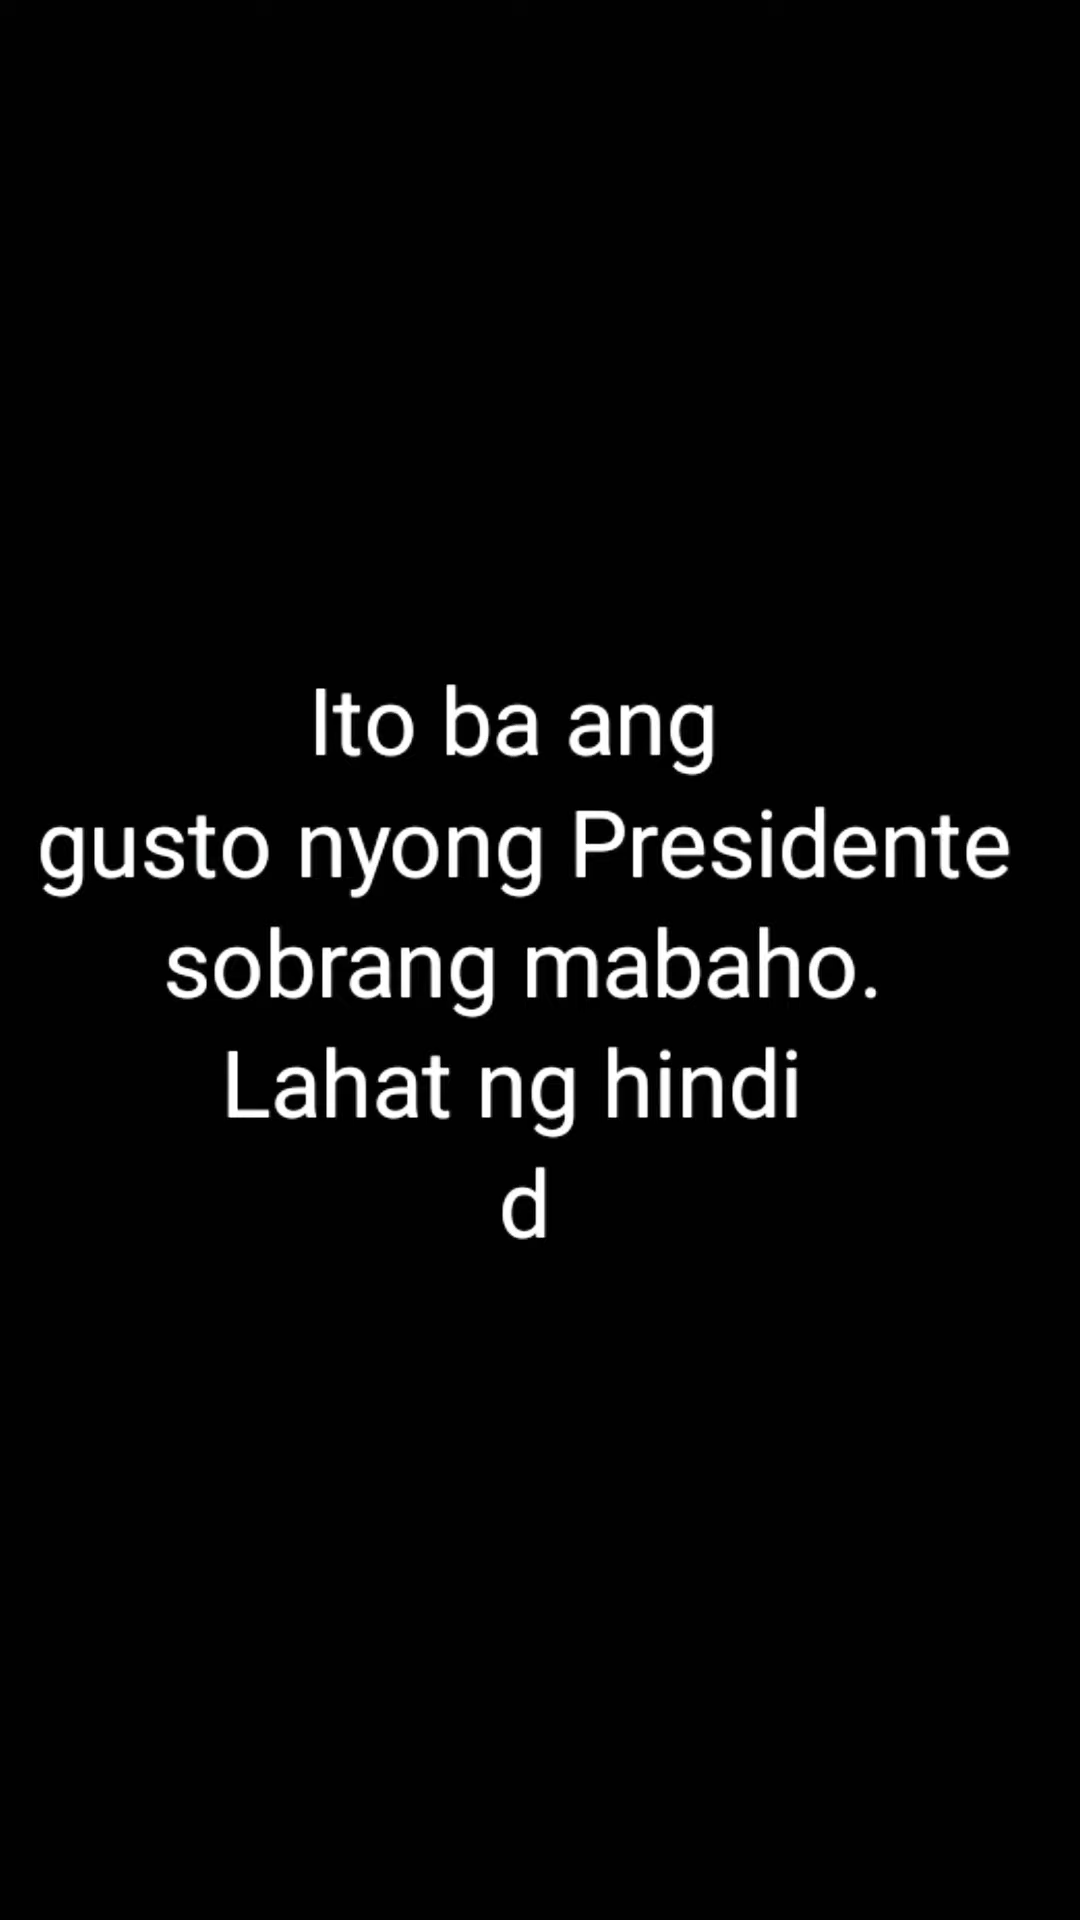 Ito ba ang
gusto nyong Presidente
sobrang mabaho.
Lahat ng hindi
d